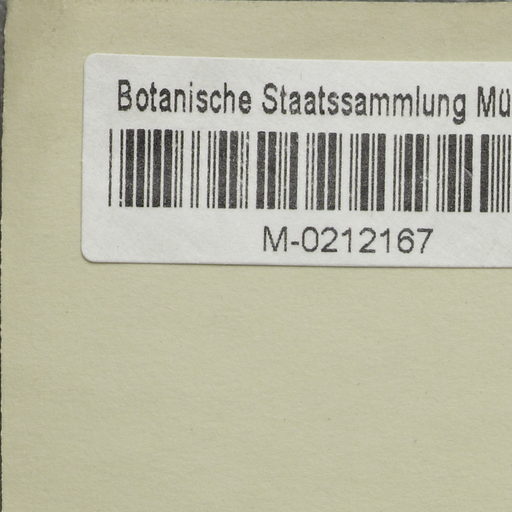 Botanische Staatssammlung Mü
M-0212167